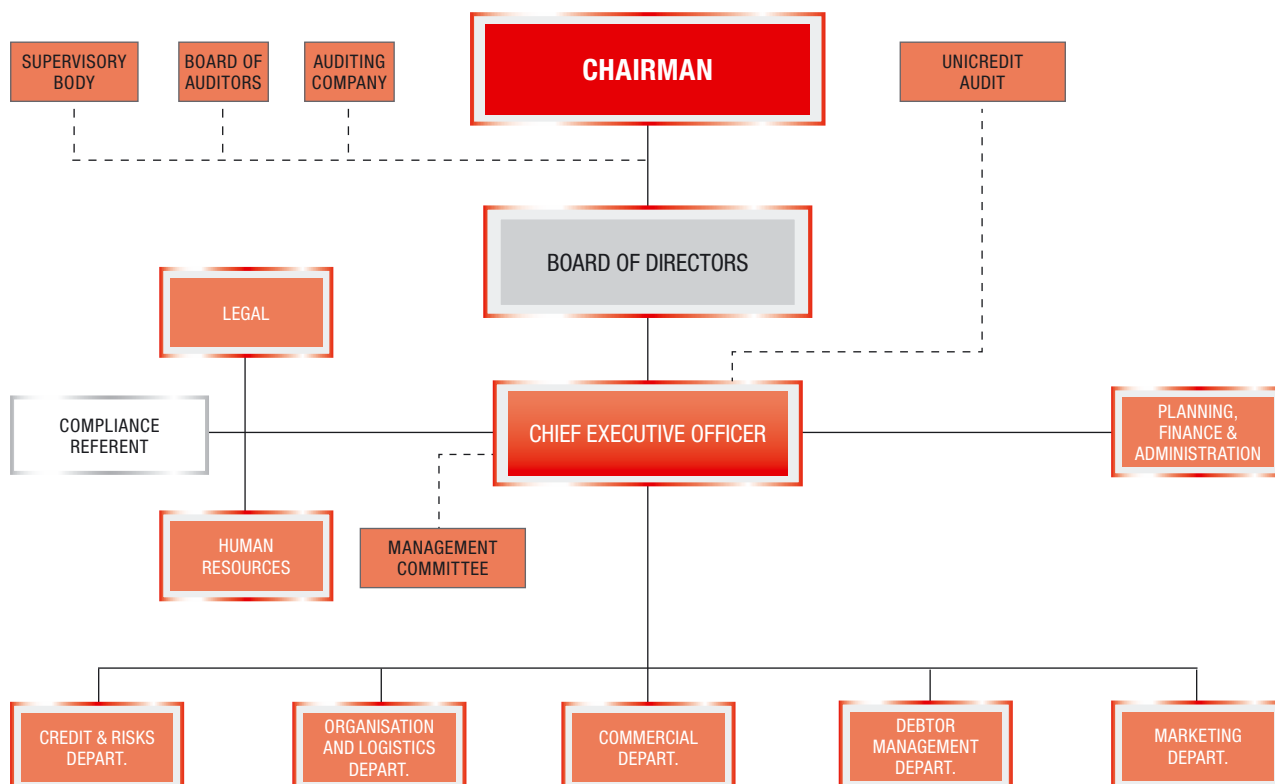 SUPERVISORY
BODY
BOARD OF
AUDITORS
AUDITING
COMPANY
CHAIRMAN
UNICREDIT
AUDIT
BOARD OF DIRECTORS
LEGAL
COMPLIANCE
REFERENT
CHIEF EXECUTIVE OFFICER
PLANNING,
FINANCE &
ADMINISTRATION
HUMAN
RESOURCES
MANAGEMENT
COMMITTEE
CREDIT & RISKS
DEPART.
ORGANISATION
AND LOGISTICS
DEPART.
COMMERCIAL
DEPART.
DEBTOR
MANAGEMENT
DEPART.
MARKETING
DEPART.